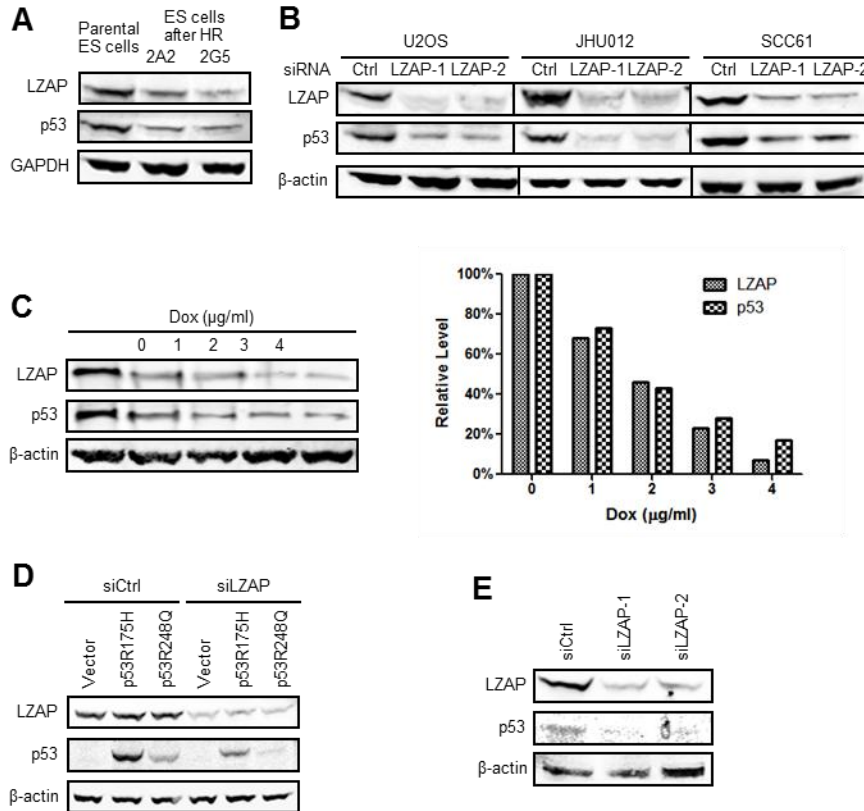 A
Parental ES cells
ES cells after HR
2A2 2G5
LZAP
p53
GAPDH
B
U2OS JHU012 SCC61
siRNA Ctrl LZAP-1 LZAP-2 Ctrl LZAP-1 LZAP-2 Ctrl LZAP-1 LZAP-2
LZAP
p53
β-actin
C
Dox (µg/ml)
0 1 2 3 4
LZAP
p53
β-actin
Relative Level
100%
80%
60%
40%
20%
0%
0 1 2 3 4
Dox (µg/ml)
LZAP
p53
D
siCtrl siLZAP
Vector p53R175H p53R248Q Vector p53R175H p53R248Q
LZAP
p53
β-actin
E
siCtrl siLZAP-1 siLZAP-2
LZAP
p53
β-actin